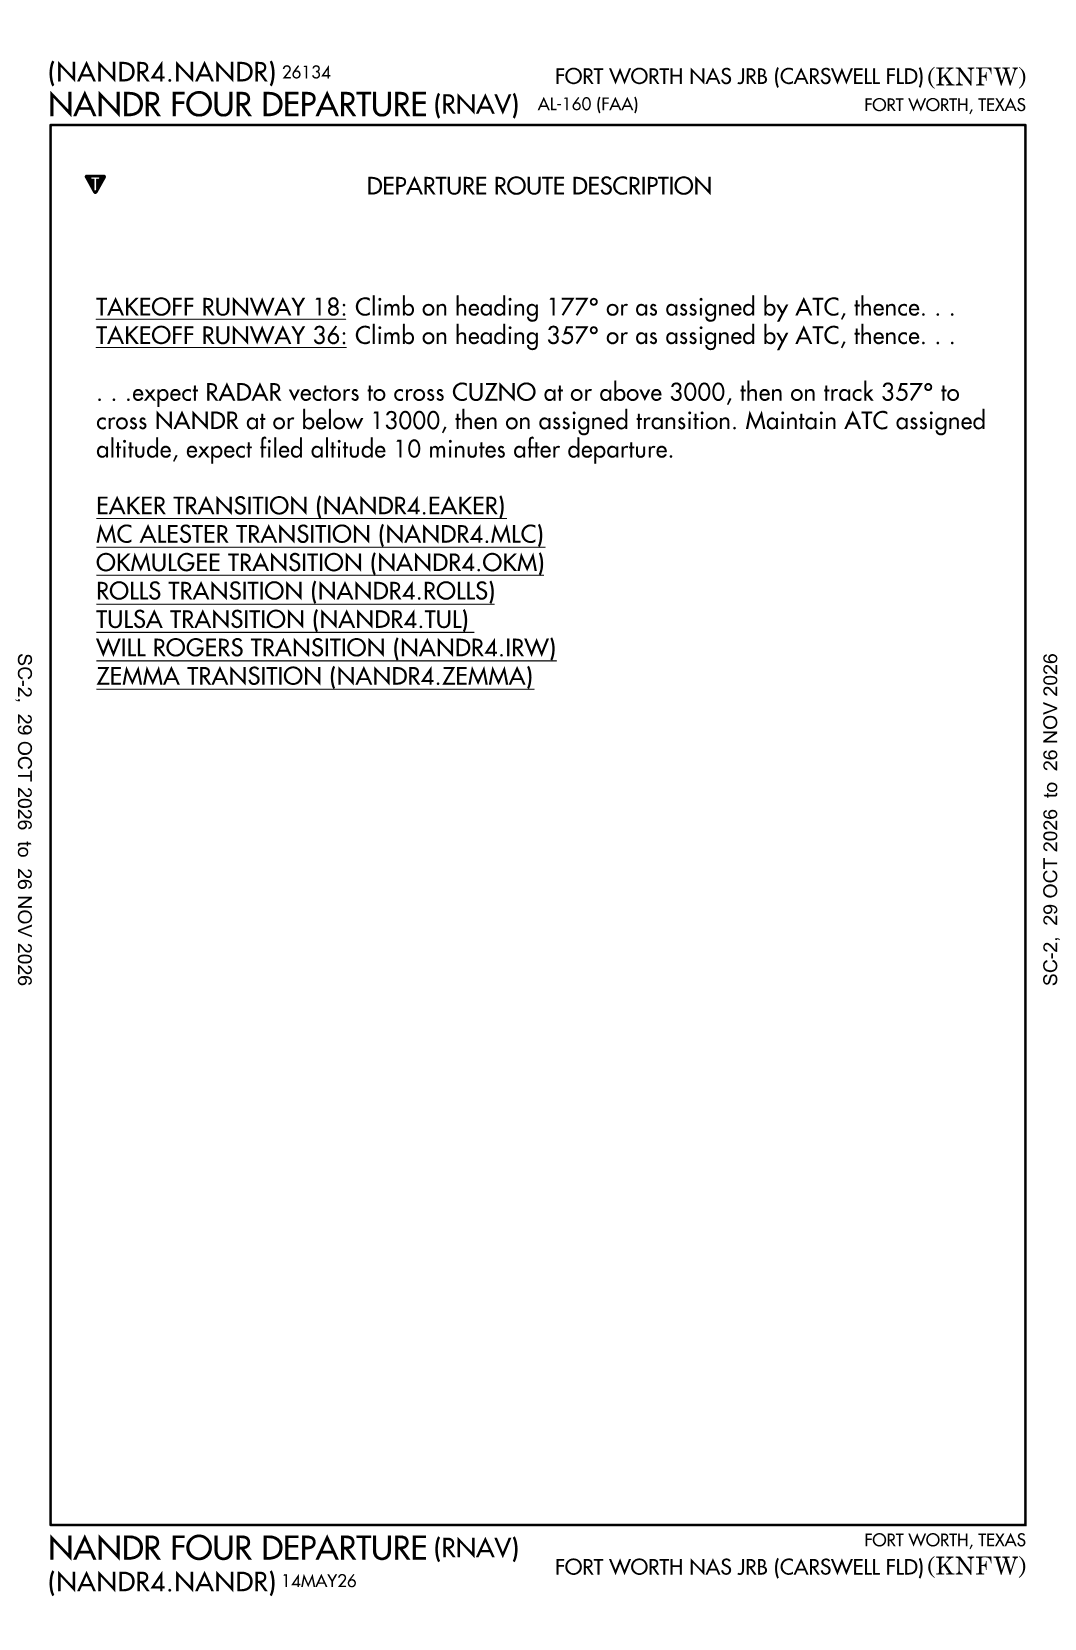 (NANDR4.NANDR) 26134
NANDR FOUR DEPARTURE (RNAV)
AL-160 (FAA)
FORT WORTH NAS JRB (CARSWELL FLD) (KNFW)
FORT WORTH, TEXAS
T
DEPARTURE ROUTE DESCRIPTION
TAKEOFF RUNWAY 18: Climb on heading 177° or as assigned by ATC, thence. . .
TAKEOFF RUNWAY 36: Climb on heading 357° or as assigned by ATC, thence. . .
. . .expect RADAR vectors to cross CUZNO at or above 3000, then on track 357° to
cross NANDR at or below 13000, then on assigned transition. Maintain ATC assigned
altitude, expect filed altitude 10 minutes after departure.
EAKER TRANSITION (NANDR4.EAKER)
MC ALESTER TRANSITION (NANDR4.MLC)
OKMULGEE TRANSITION (NANDR4.OKM)
ROLLS TRANSITION (NANDR4.ROLLS)
TULSA TRANSITION (NANDR4.TUL)
WILL ROGERS TRANSITION (NANDR4.IRW)
ZEMMA TRANSITION (NANDR4.ZEMMA)
SC-2, 29 OCT 2026 to 26 NOV 2026
SC-2, 29 OCT 2026 to 26 NOV 2026
NANDR FOUR DEPARTURE (RNAV)
(NANDR4.NANDR) 14MAY26
FORT WORTH, TEXAS
FORT WORTH NAS JRB (CARSWELL FLD) (KNFW)